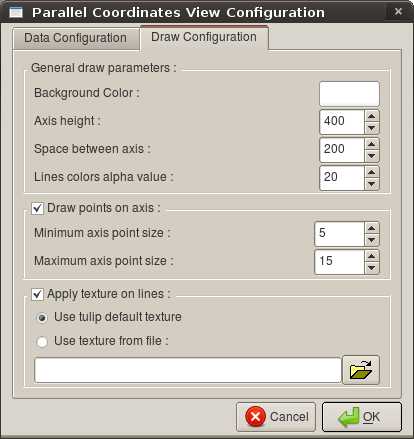 Parallel Coordinates View Configuration
Data Configuration Draw Configuration
General draw parameters :
Background Color :
Axis height : 400
Space between axis : 200
Lines colors alpha value : 20
Draw points on axis :
Minimum axis point size : 5
Maximum axis point size : 15
Apply texture on lines :
Use tulip default texture
Use texture from file :
Cancel OK